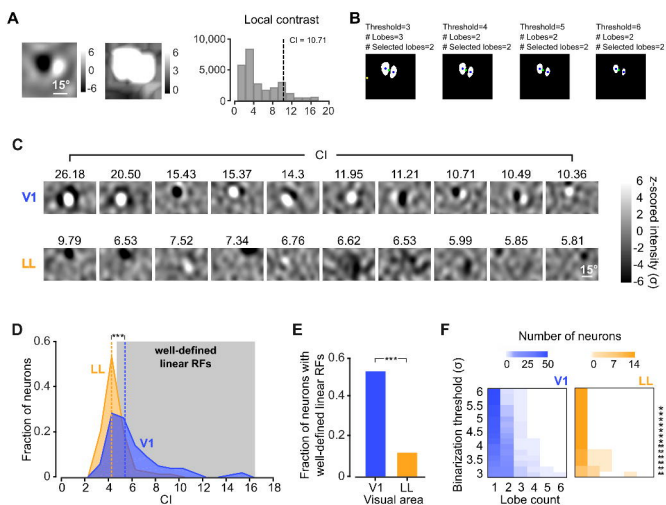 A
6
3
0
-3
-6
15°
6
3
0
Local contrast
CI = 10.71
10,000
5,000
0
0 4 8 12 16 20
B
Threshold=3
# Lobes=3
# Selected lobes=2
Threshold=4
# Lobes=2
# Selected lobes=2
Threshold=5
# Lobes=2
# Selected lobes=2
Threshold=6
# Lobes=2
# Selected lobes=2
C
CI
26.18 20.50 15.43 15.37 14.3 11.95 11.21 10.71 10.49 10.36
V1
9.79 6.53 7.52 7.34 6.76 6.62 6.53 5.99 5.85 5.81
LL
15°
6
4
2
0
-2
-4
-6
z-scored intensity (σ)
D
Fraction of neurons
0.6
0.4
0.2
0
***
LL
V1
well-defined
linear RFs
0 2 4 6 8 10 12 14 16 18
CI
E
Fraction of neurons with
well-defined linear RFs
0.6
0.4
0.2
0
***
V1 LL
Visual area
F
Number of neurons
0 25 50
0 7 14
V1
LL
Binarization threshold (σ)
6
5.5
5
4.5
4
3.5
3
1 2 3 4 5 6
Lobe count